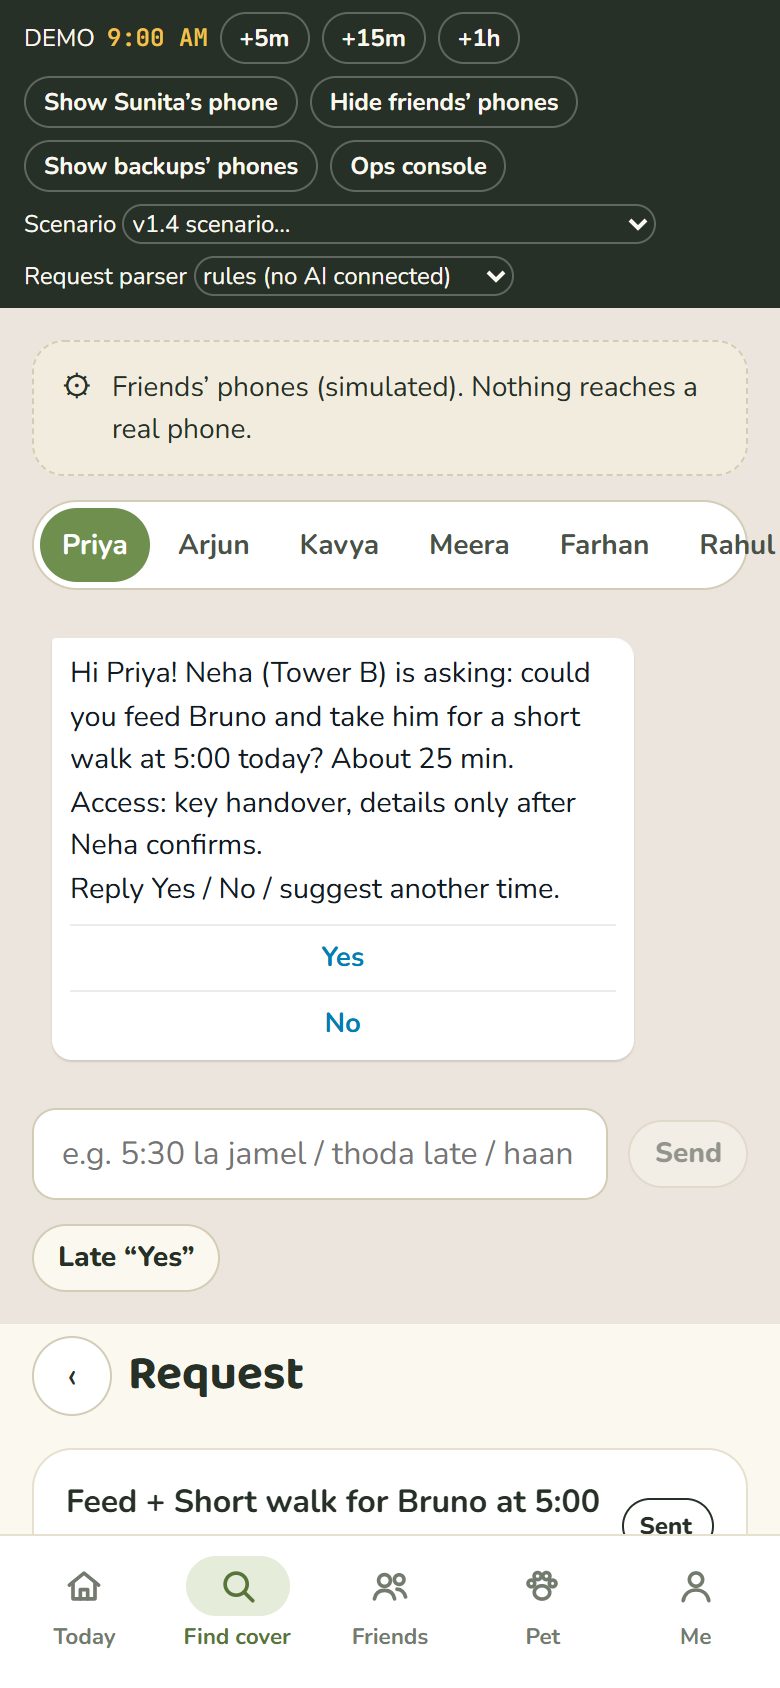 DEMO 9:00 AM +5m +15m +1h
Show Sunita’s phone Hide friends’ phones
Show backups’ phones Ops console
Scenario v1.4 scenario...
Request parser rules (no AI connected)
Friends’ phones (simulated). Nothing reaches a
real phone.
Priya Arjun Kavya Meera Farhan Rahul
Hi Priya! Neha (Tower B) is asking: could
you feed Bruno and take him for a short
walk at 5:00 today? About 25 min.
Access: key handover, details only after
Neha confirms.
Reply Yes / No / suggest another time.
Yes
No
e.g. 5:30 la jamel / thoda late / haan
Send
Late “Yes”
Request
Feed + Short walk for Bruno at 5:00
Sent
Today Find cover Friends Pet Me